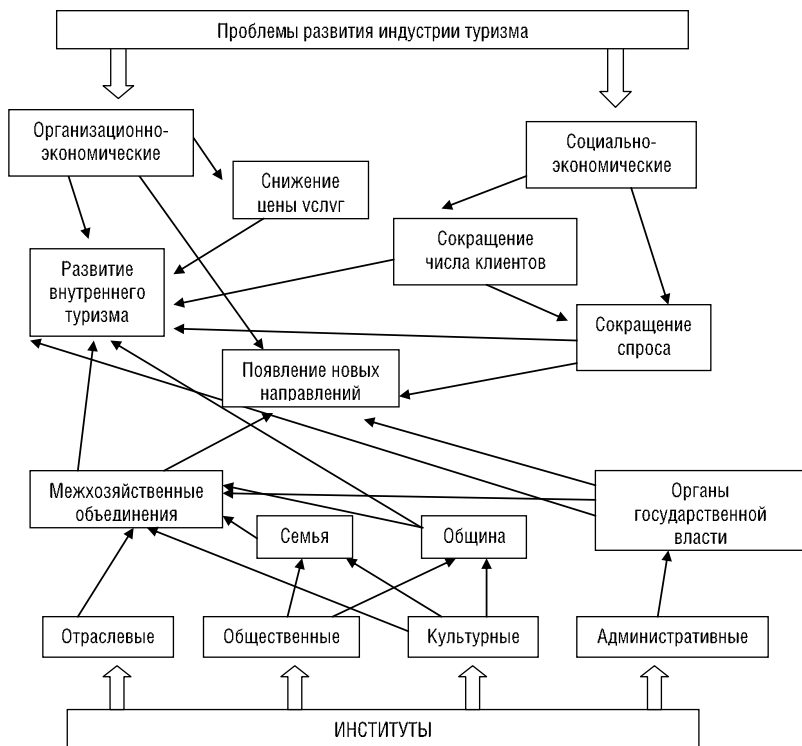 Проблемы развития индустрии туризма
Организационно-
экономические
Социально-
экономические
Снижение
цены услуг
Сокращение
числа клиентов
Развитие
внутреннего
туризма
Сокращение
спроса
Появление новых
направлений
Межхозяйственные
объединения
Органы
государственной
власти
Семья
Община
Отраслевые
Общественные
Культурные
Административные
ИНСТИТУТЫ